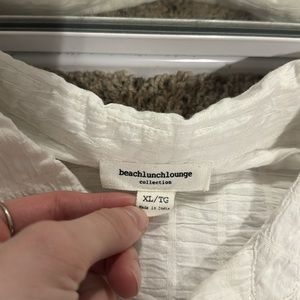 beachlunchlounge
collection
XL/TG
Made in India